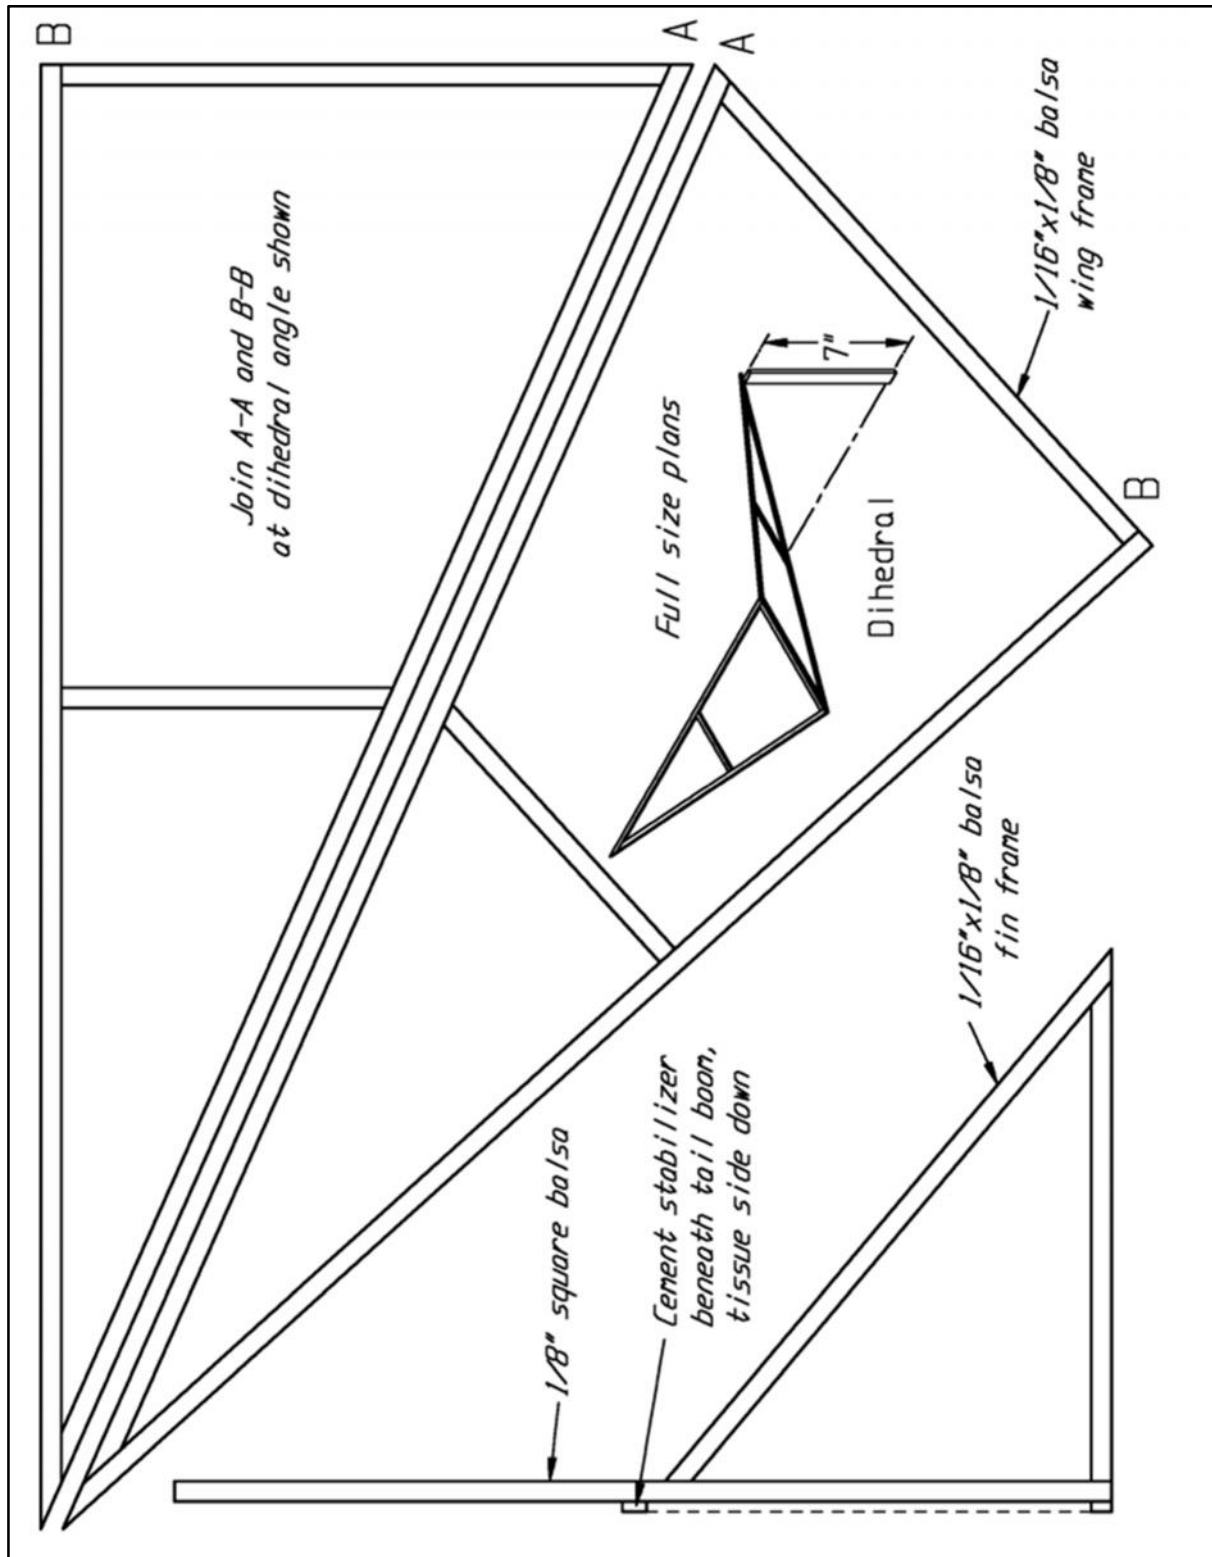 B
A
A
B
Join A-A and B-B
at dihedral angle shown
Full size plans
7"
Dihedral
1/16"x1/8" balsa
wing frame
1/8" square balsa
Cement stabilizer
beneath tail boom,
tissue side down
1/16"x1/8" balsa
fin frame